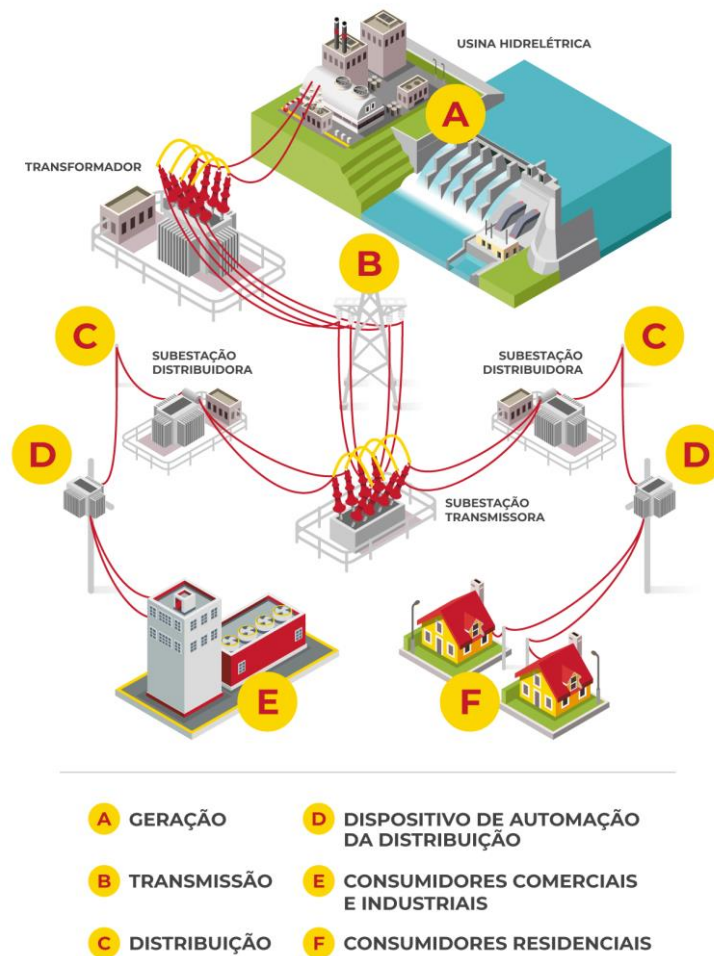 USINA HIDRELÉTRICA
A
TRANSFORMADOR
B
C
C
SUBESTAÇÃO
DISTRIBUIDORA
SUBESTAÇÃO
DISTRIBUIDORA
D
D
SUBESTAÇÃO
TRANSMISSORA
E
F
A GERAÇÃO
D DISPOSITIVO DE AUTOMAÇÃO
DA DISTRIBUIÇÃO
B TRANSMISSÃO
E CONSUMIDORES COMERCIAIS
E INDUSTRIAIS
C DISTRIBUIÇÃO
F CONSUMIDORES RESIDENCIAIS